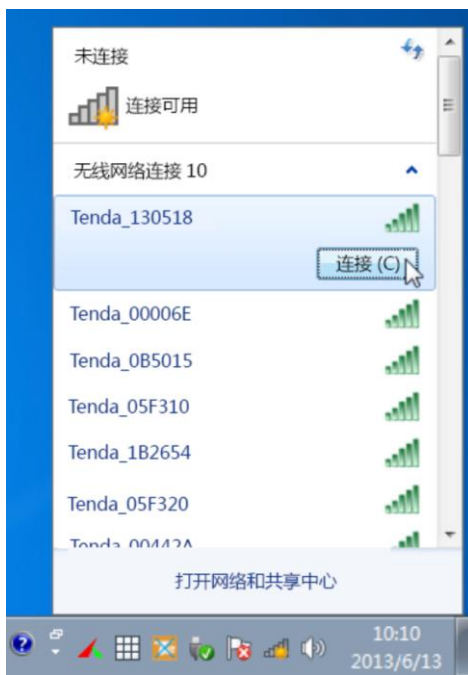 未连接
连接可用
无线网络连接 10
Tenda_130518
连接 (C)
Tenda_00006E
Tenda_0B5015
Tenda_05F310
Tenda_1B2654
Tenda_05F320
Tenda_00442A
打开网络和共享中心
10:10
2013/6/13